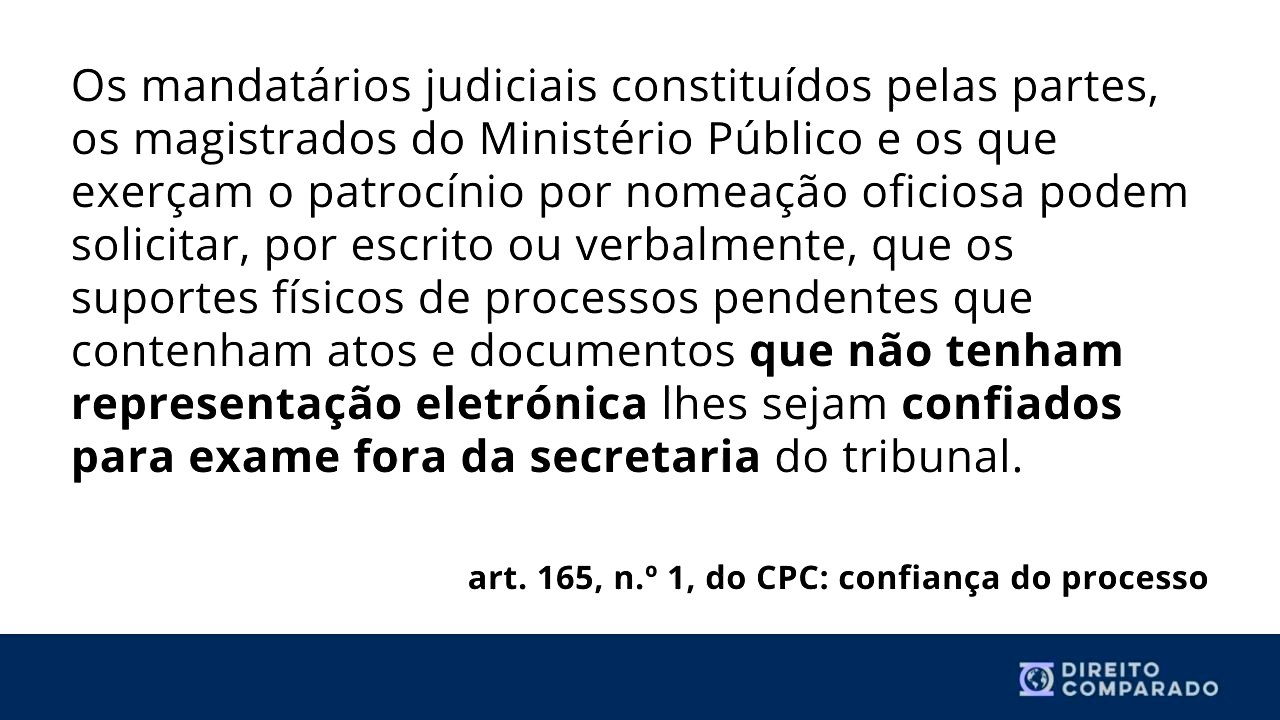 Os mandatários judiciais constituídos pelas partes,
os magistrados do Ministério Público e os que
exerçam o patrocínio por nomeação oficiosa podem
solicitar, por escrito ou verbalmente, que os
suportes físicos de processos pendentes que
contenham atos e documentos que não tenham
representação eletrónica lhes sejam confiados
para exame fora da secretaria do tribunal.
art. 165, n.º 1, do CPC: confiança do processo
DIREITO
COMPARADO